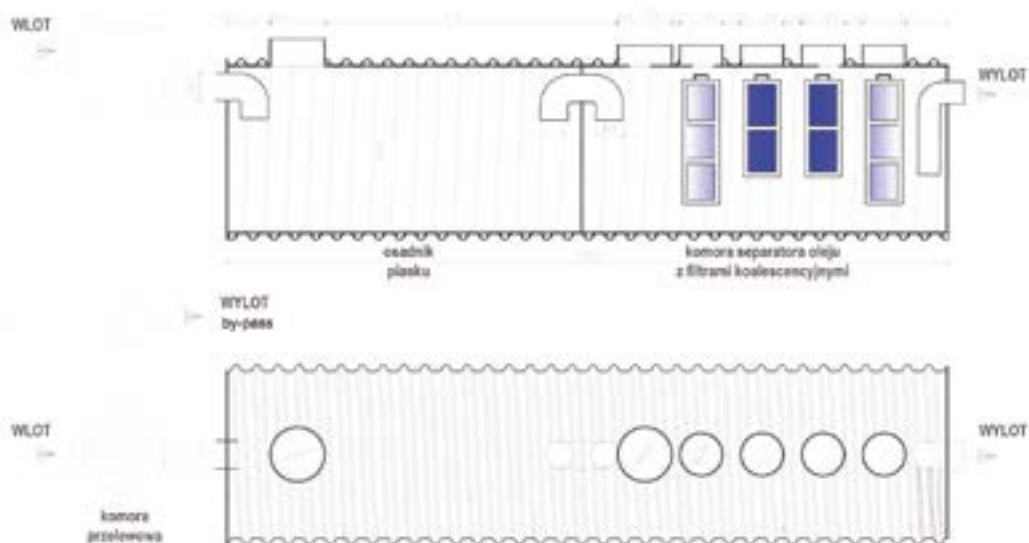 WLOT
WYLOT
osadnik
piasku
komora separatora oleju
z filtrami koalescencyjnymi
WYLOT
by-pass
WLOT
WYLOT
komora
przelewowa